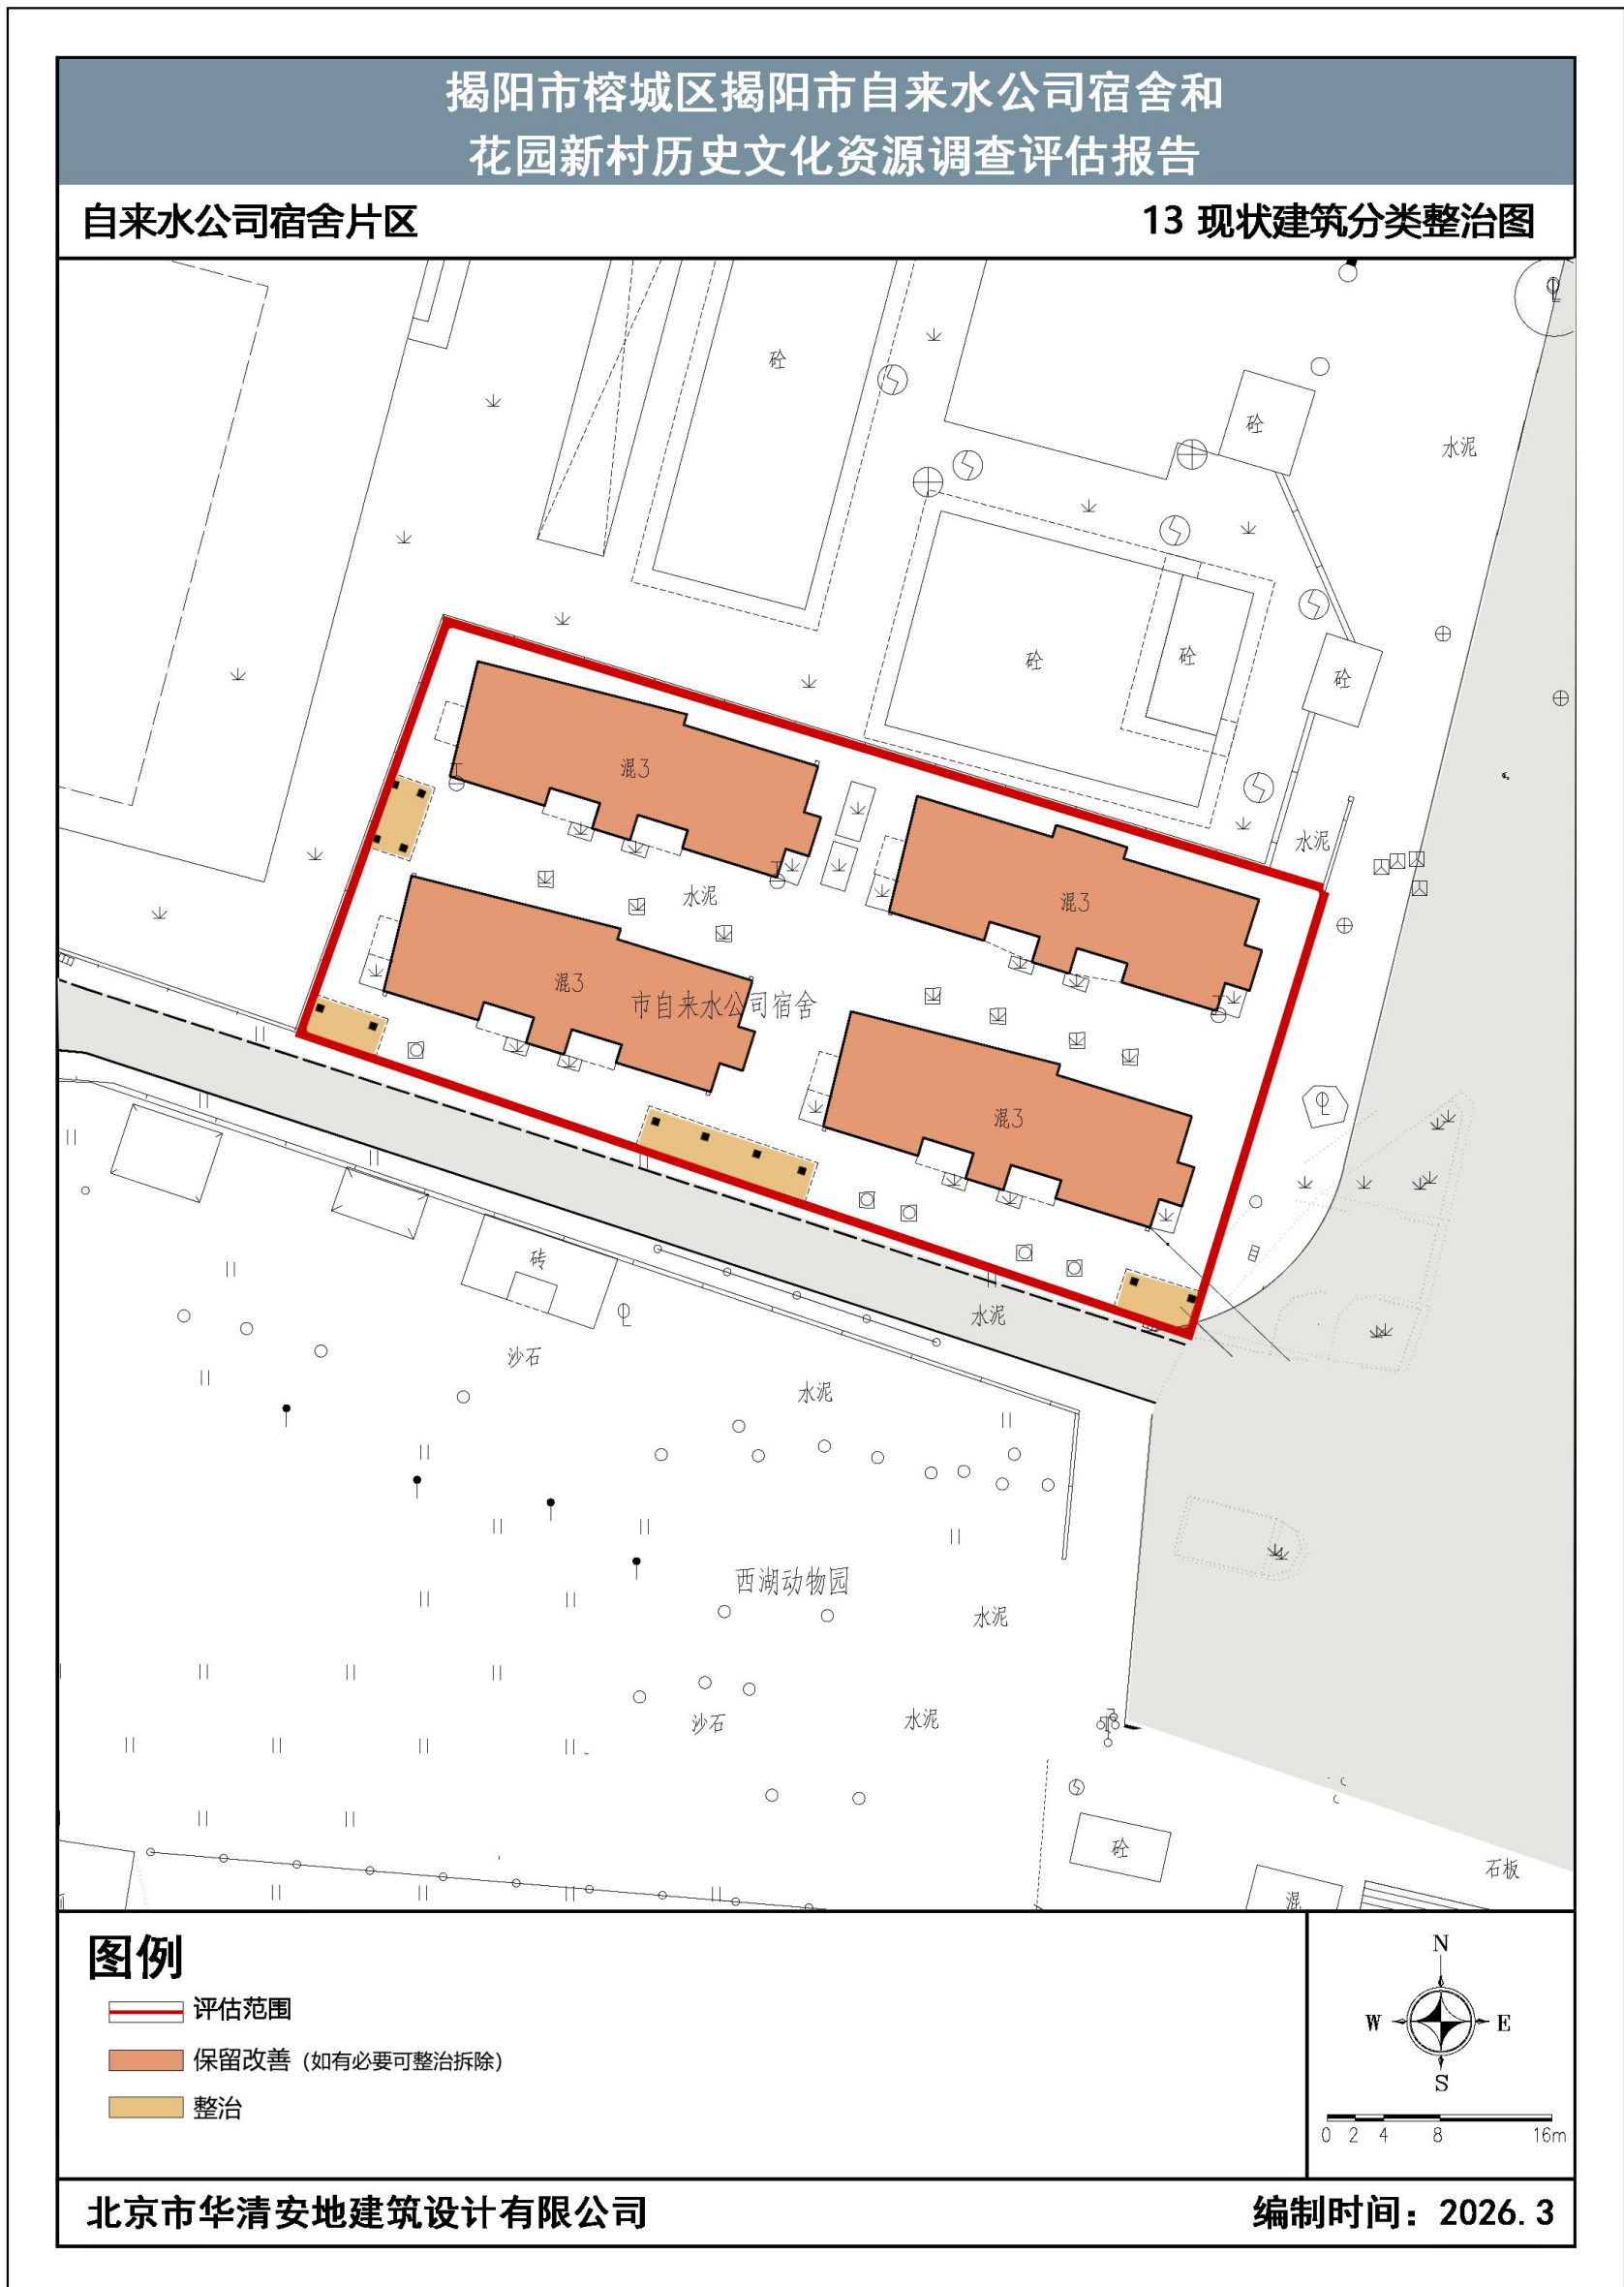 揭阳市榕城区揭阳市自来水公司宿舍和
花园新村历史文化资源调查评估报告
自来水公司宿舍片区
13 现状建筑分类整治图
砼
砼
水泥
砼
砼
砼
混3
水泥
混3
水泥
混3
市自来水公司宿舍
混3
砖
水泥
沙石
水泥
西湖动物园
水泥
沙石
水泥
砼
石板
混
图例
评估范围
保留改善（如有必要可整治拆除）
整治
N
W
E
S
0 2 4 8 16m
北京市华清安地建筑设计有限公司
编制时间：2026.3